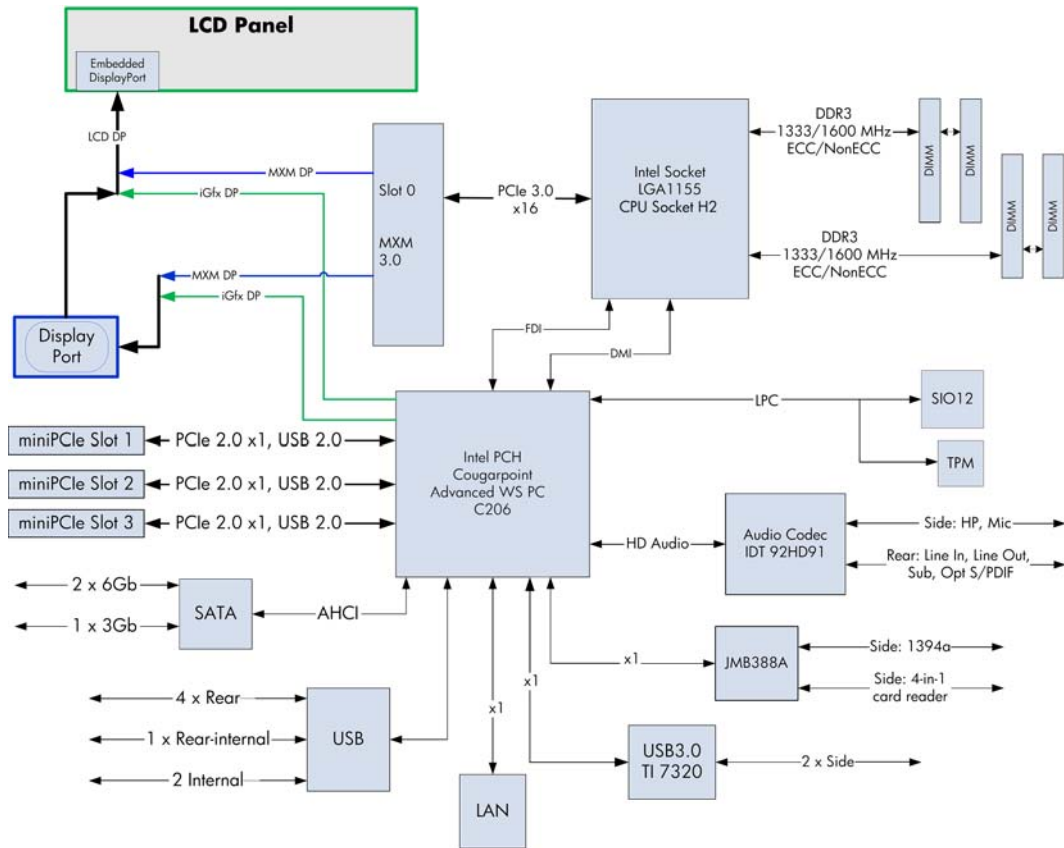 LCD Panel
Embedded
DisplayPort
LCD DP
MXM DP
iGfx DP
MXM DP
iGfx DP
Display
Port
Slot 0
MXM
3.0
PCIe 3.0
x16
Intel Socket
LGA1155
CPU Socket H2
DDR3
1333/1600 MHz
ECC/NonECC
DIMM
DIMM
DDR3
1333/1600 MHz
ECC/NonECC
DIMM
DIMM
FDI
DMI
Intel PCH
Cougarpoint
Advanced WS PC
C206
LPC
SIO12
TPM
miniPCIe Slot 1
PCIe 2.0 x1, USB 2.0
miniPCIe Slot 2
PCIe 2.0 x1, USB 2.0
miniPCIe Slot 3
PCIe 2.0 x1, USB 2.0
HD Audio
Audio Codec
IDT 92HD91
Side: HP, Mic
Rear: Line In, Line Out,
Sub, Opt S/PDIF
2 x 6Gb
1 x 3Gb
SATA
AHCI
x1
JMB388A
Side: 1394a
Side: 4-in-1
card reader
4 x Rear
1 x Rear-internal
2 Internal
USB
x1
LAN
x1
USB3.0
TI 7320
2 x Side